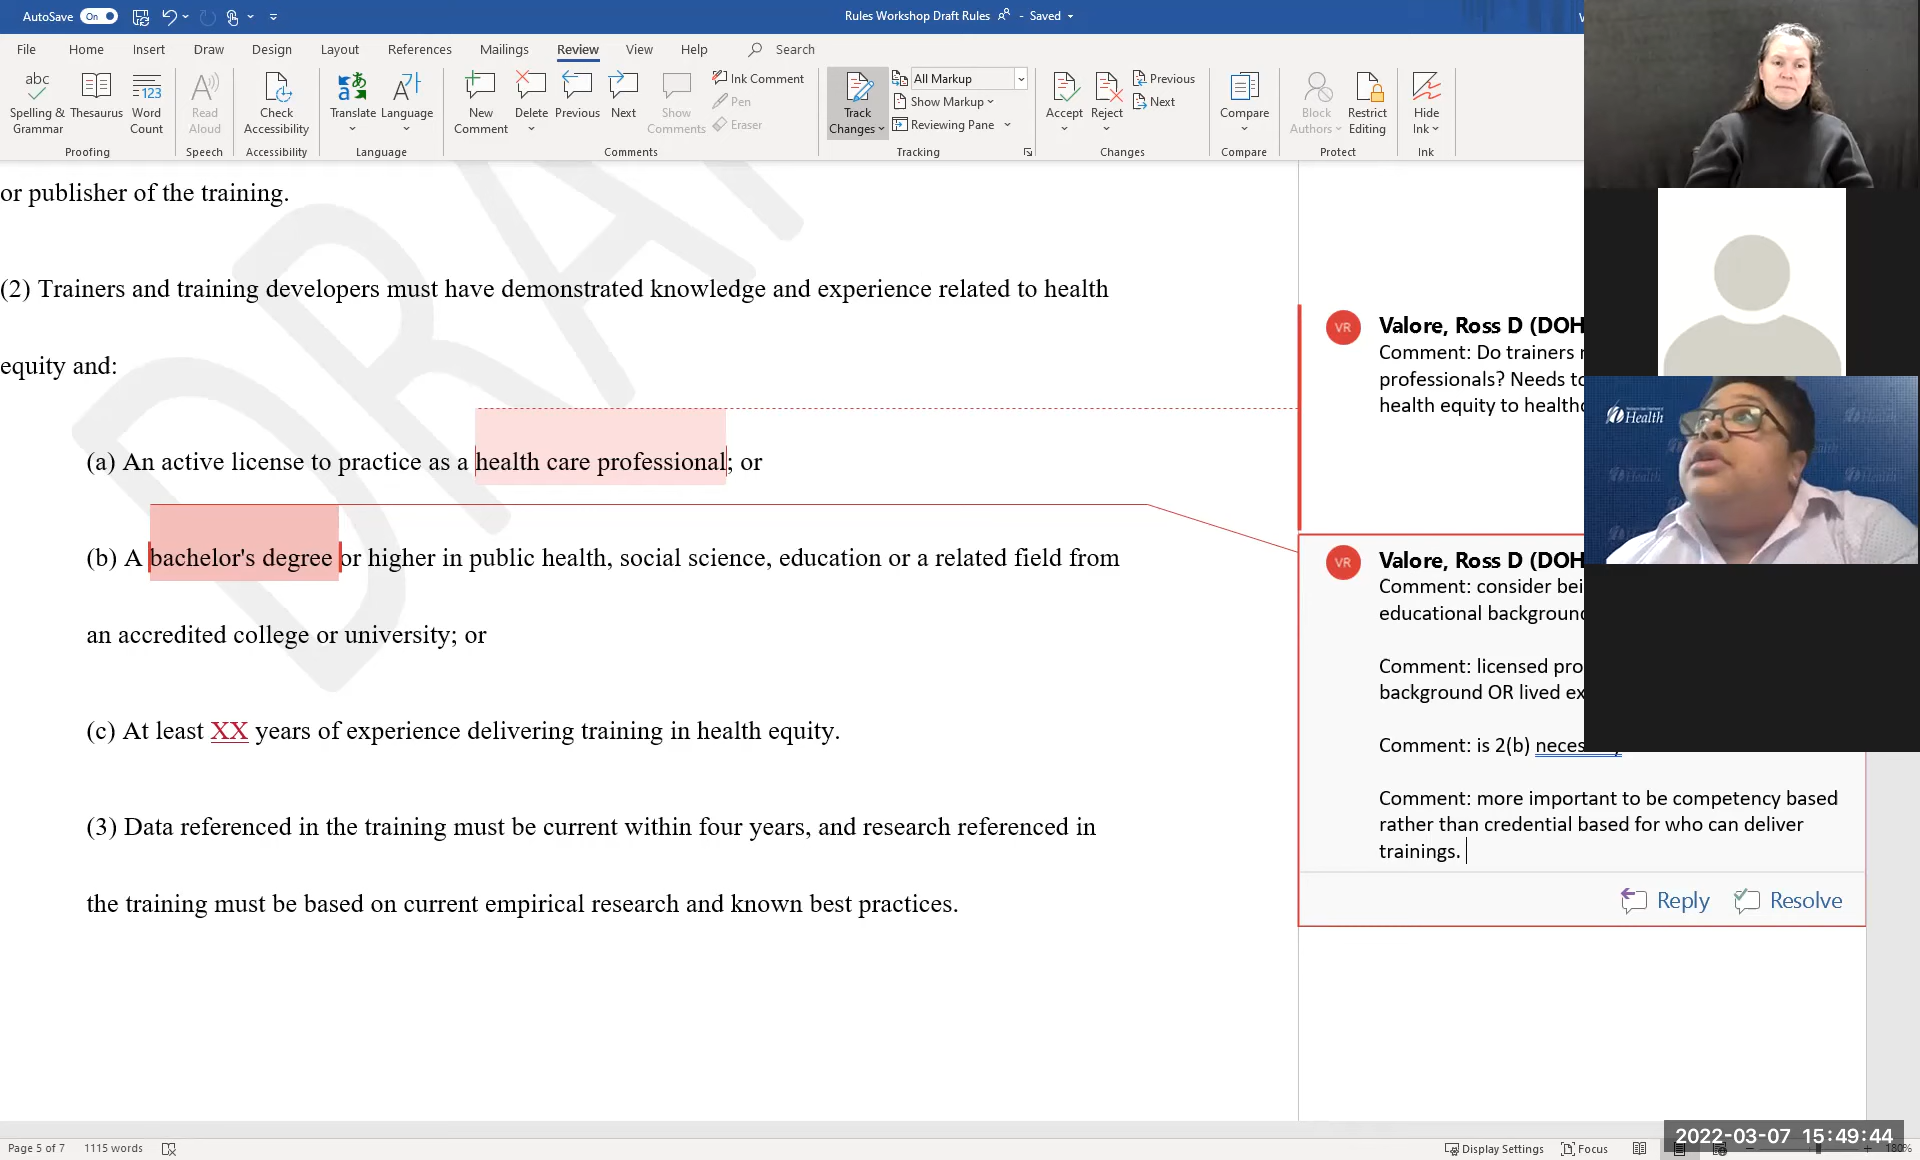 AutoSave On Rules Workshop Draft Rules - Saved
File Home Insert Draw Design Layout References Mailings Review View Help Search
abc Spelling & Grammar
Thesaurus
123 Word Count
Proofing
Read Aloud
Speech
Check Accessibility
Accessibility
Translate
Language
Language
New Comment
Delete
Previous
Next
Show Comments
Ink Comment
Pen
Eraser
Comments
Track Changes
All Markup
Show Markup
Reviewing Pane
Tracking
Accept
Reject
Previous
Next
Changes
Compare
Compare
Block Authors
Restrict Editing
Protect
Hide Ink
Ink
DRAF
or publisher of the training.
(2) Trainers and training developers must have demonstrated knowledge and experience related to health
equity and:
(a) An active license to practice as a health care professional; or
(b) A bachelor's degree or higher in public health, social science, education or a related field from
an accredited college or university; or
(c) At least XX years of experience delivering training in health equity.
(3) Data referenced in the training must be current within four years, and research referenced in
the training must be based on current empirical research and known best practices.
VR Valore, Ross D (DOH
Comment: Do trainers
professionals? Needs
health equity to
VR Valore, Ross D (DOH
Comment: consider
educational background
Comment: licensed
background OR lived
Comment: is 2(b)
Comment: more important to be competency based
rather than credential based for who can deliver
trainings.
Reply Resolve
Health
Health
Health
Page 5 of 7 1115 words
Display Settings Focus 180%
2022-03-07 15:49:44